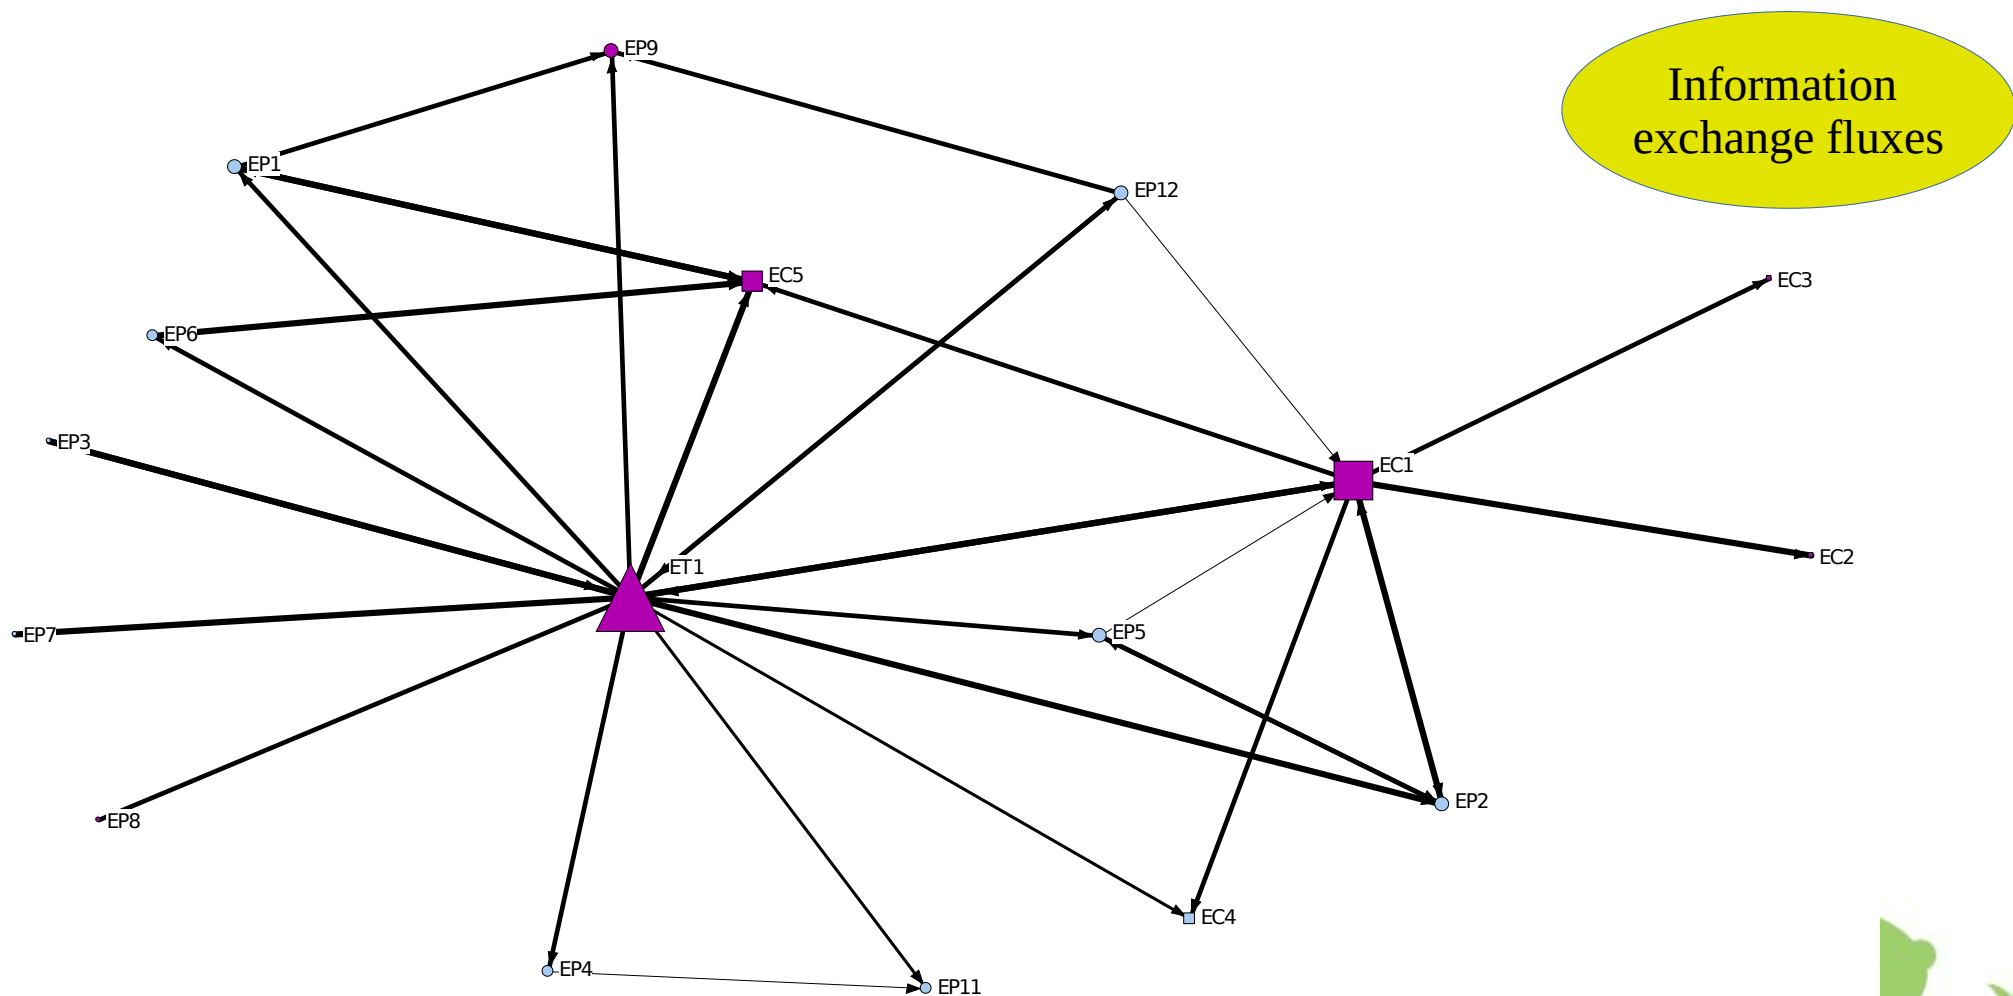 EP9
Information
exchange fluxes
EP1
EP12
EC5
EC3
EP6
EP3
EC1
EC2
ET1
EP7
EP5
EP2
EP8
EC4
EP4
EP11